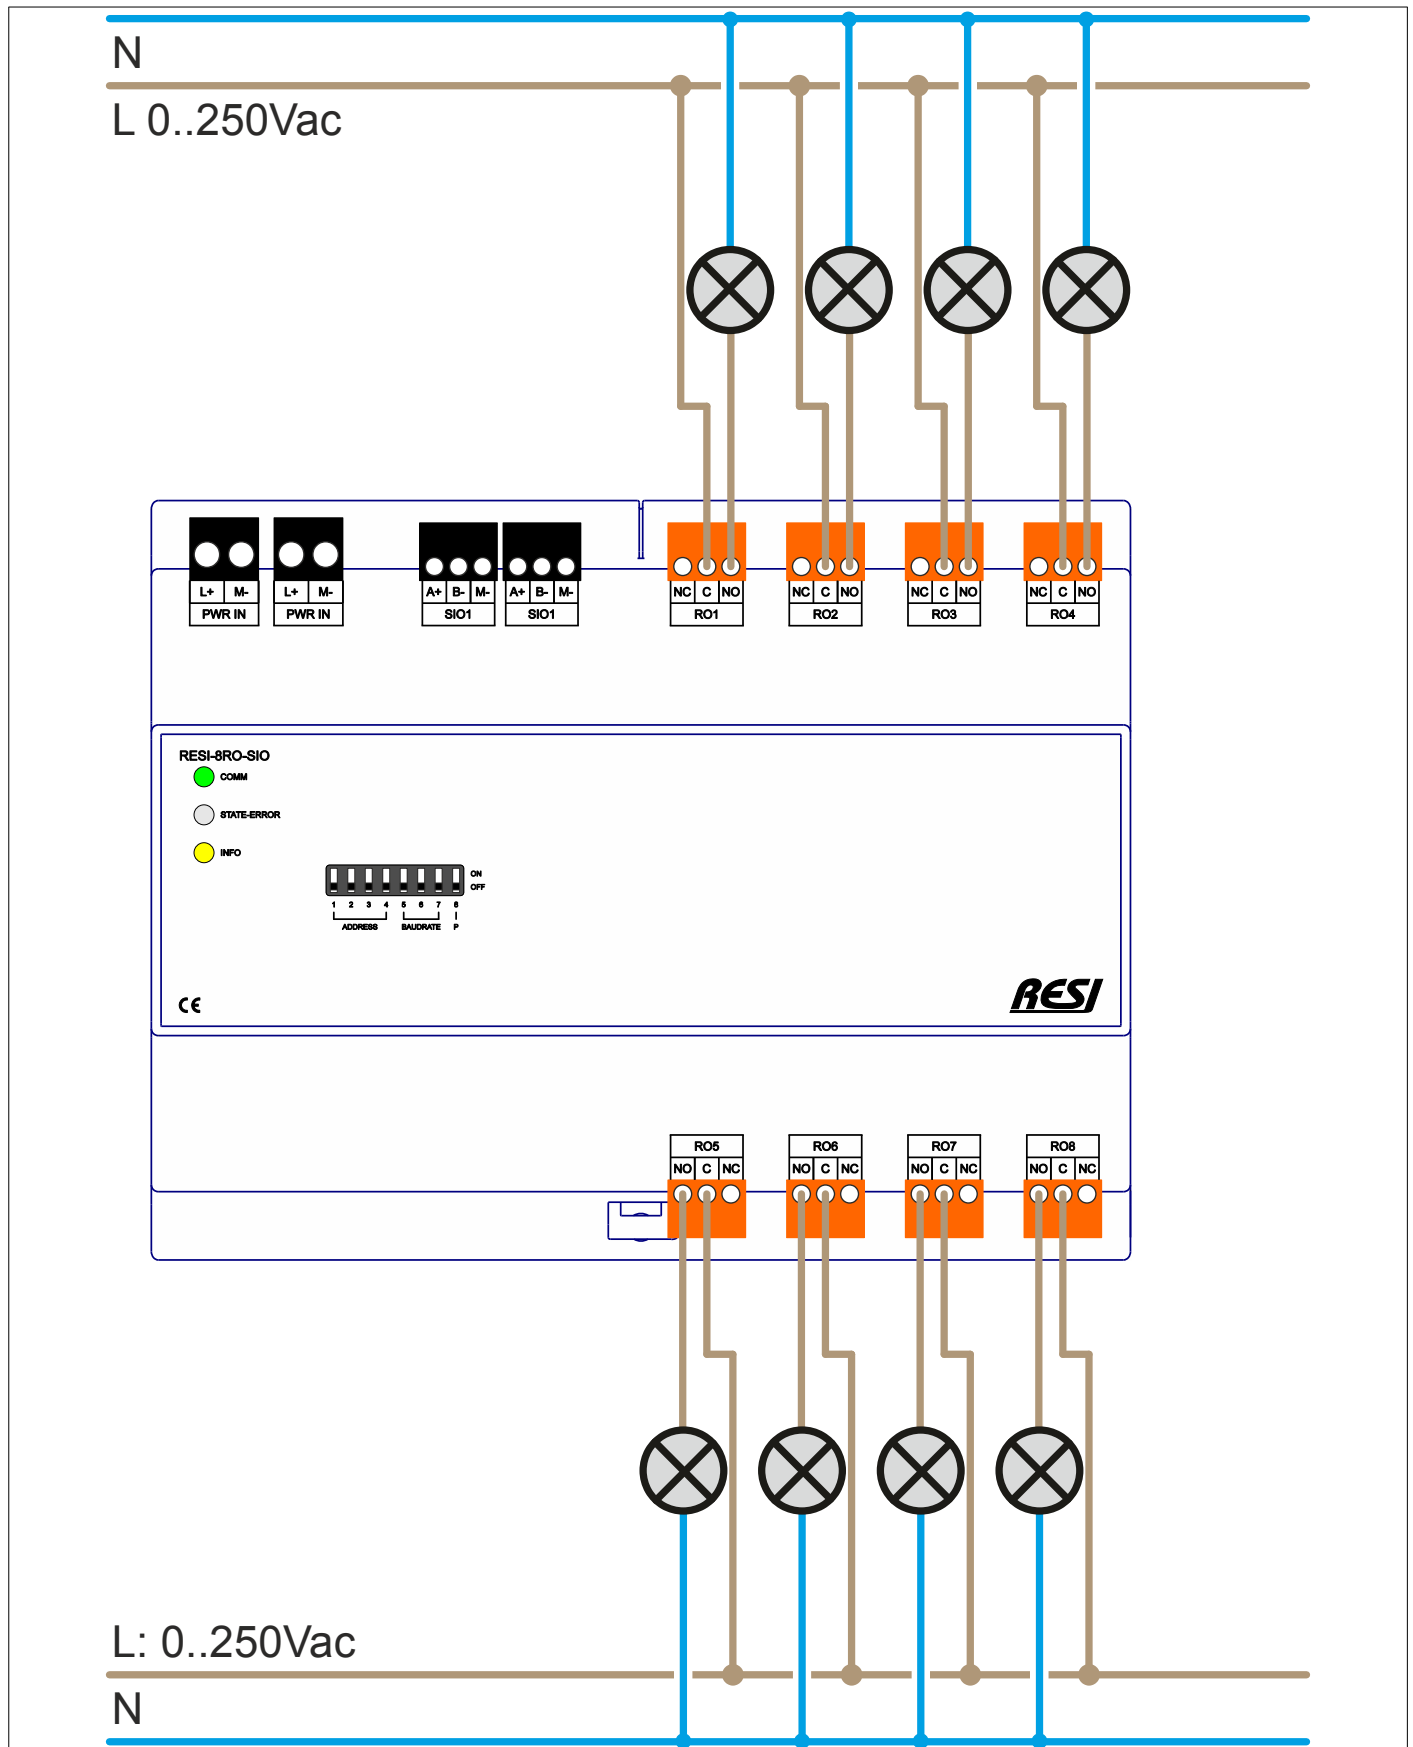 N
L 0..250Vac
L+ M- L+ M- A+ B- M- A+ B- M- NC C NO NC C NO NC C NO NC C NO
PWR IN PWR IN SIO1 SIO1 RO1 RO2 RO3 RO4
RESI-8RO-SIO
COMM
STATE-ERROR
INFO
ON
OFF
1 2 3 4 5 6 7 8
ADDRESS BAUDRATE P
CE RESI
RO5 RO6 RO7 RO8
NO C NC NO C NC NO C NC NO C NC
L: 0..250Vac
N